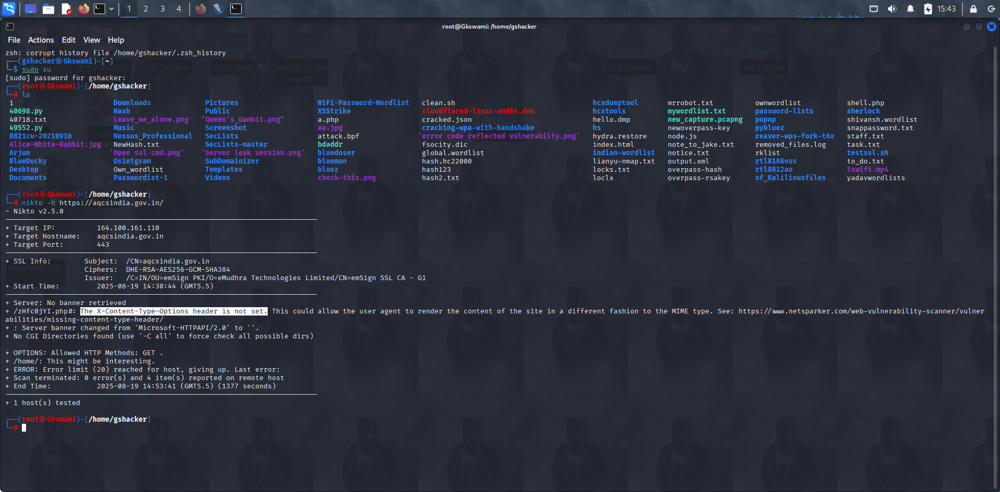 1 2 3 4 15:43
root@Gkswami: /home/gshacker
File Actions Edit View Help
zsh: corrupt history file /home/gshacker/.zsh_history
┌──(gshacker㉿Gkswami)-[~]
└─$ sudo su
sf_Kalilinuxfil 5th report 6th report retesting 5th report 3rd Report 4th report
[sudo] password for gshacker:
┌──(root㉿Gkswami)-[/home/gshacker]
└─# ls
1 Downloads Pictures WiFi-Password-Wordlist clean.sh hcxdumptool mrrobot.txt ownwordlist shell.php
40698.py Hash Public XSStrike cloudflared-linux-amd64.deb hcxtools mywordlist.txt password-lists sherlock
40718.txt Leave_me_alone.png "Queen's_Gambit.png" a.php cracked.json hello.dmp new_capture.pcapng pupnp shivansh.wordlist
49552.py Music Screenshot aa.jpg cracking-wpa-with-handshake hs newoverpass-key pybluez snappassword.txt
8821cu-20210916 Nessus_Professional SecLists attack.bpf 'error code reflected vulnerabilty.png' hydra.restore node.js reaver-wps-fork-t6x staff.txt
Alice-White-Rabbit.jpg NewHash.txt SecLists-master bdaddr fsocity.dic index.html note_to_jake.txt removed_files.log task.txt
Arjun 'Open ssl cmd.png' 'Server leak version.png' bluedoser global.wordlist indian-wordlist notice.txt rklist testssl.sh
BlueDucky Osintgram SubDomainizer blueman hash.hc22000 lianyu-nmap.txt output.xml rtl8188eus to_do.txt
Desktop Own_wordlist Templates bluez hash123 locks.txt overpass-hash rtl8812au tswift.mp4
Documents Passwordist-1 Videos check-this.png hash2.txt loclx overpass-rsakey sf_Kalilinuxfiles yadavwordlists
┌──(root㉿Gkswami)-[/home/gshacker]
└─# nikto -h https://aqcsindia.gov.in/
- Nikto v2.5.0
+ Target IP: 164.100.161.110
+ Target Hostname: aqcsindia.gov.in
+ Target Port: 443
+ SSL Info: Subject: /CN=aqcsindia.gov.in
mywordlist.tx
Ciphers: DHE-RSA-AES256-GCM-SHA384
Issuer: /C=IN/OU=emSign PKI/O=eMudhra Technologies Limited/CN=emSign SSL CA - G1
+ Start Time: 2025-08-19 14:30:44 (GMT5.5)
+ Server: No banner retrieved
+ /zHfc0jYI.php#: The X-Content-Type-Options header is not set. This could allow the user agent to render the content of the site in a different fashion to the MIME type. See: https://www.netsparker.com/web-vulnerability-scanner/vulner
abilities/missing-content-type-header/
+ : Server banner changed from 'Microsoft-HTTPAPI/2.0' to ''.
+ No CGI Directories found (use '-C all' to force check all possible dirs)
+ OPTIONS: Allowed HTTP Methods: GET .
+ /home/: This might be interesting.
+ ERROR: Error limit (20) reached for host, giving up. Last error:
+ Scan terminated: 0 error(s) and 4 item(s) reported on remote host
+ End Time: 2025-08-19 14:53:41 (GMT5.5) (1377 seconds)
+ 1 host(s) tested
┌──(root㉿Gkswami)-[/home/gshacker]
└─#